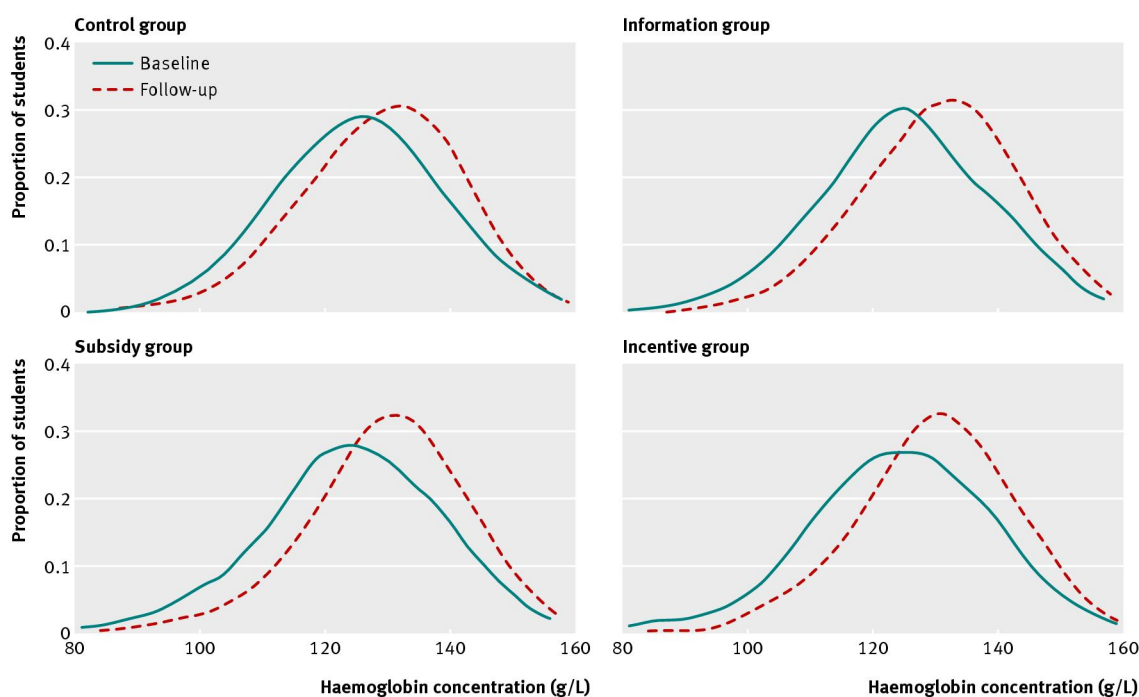 Control group
Information group
Proportion of students
0.4
0.3
0.2
0.1
0
Baseline
Follow-up
Subsidy group
Incentive group
Proportion of students
0.4
0.3
0.2
0.1
0
80 100 120 140 160
80 100 120 140 160
Haemoglobin concentration (g/L)
Haemoglobin concentration (g/L)